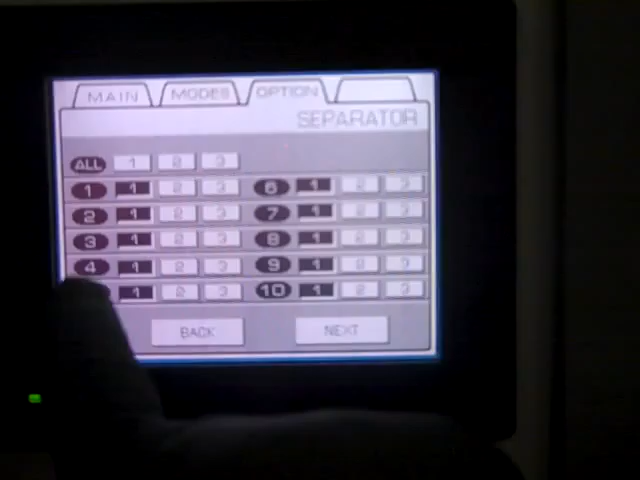 MAIN MODES OPTION
SEPARATOR
ALL 1 2 3
1 1 2 3 6 1 2 3
2 1 2 3 7 1 2 3
3 1 2 3 8 1 2 3
4 1 2 3 9 1 2 3
1 2 3 10 1 2 3
BACK NEXT